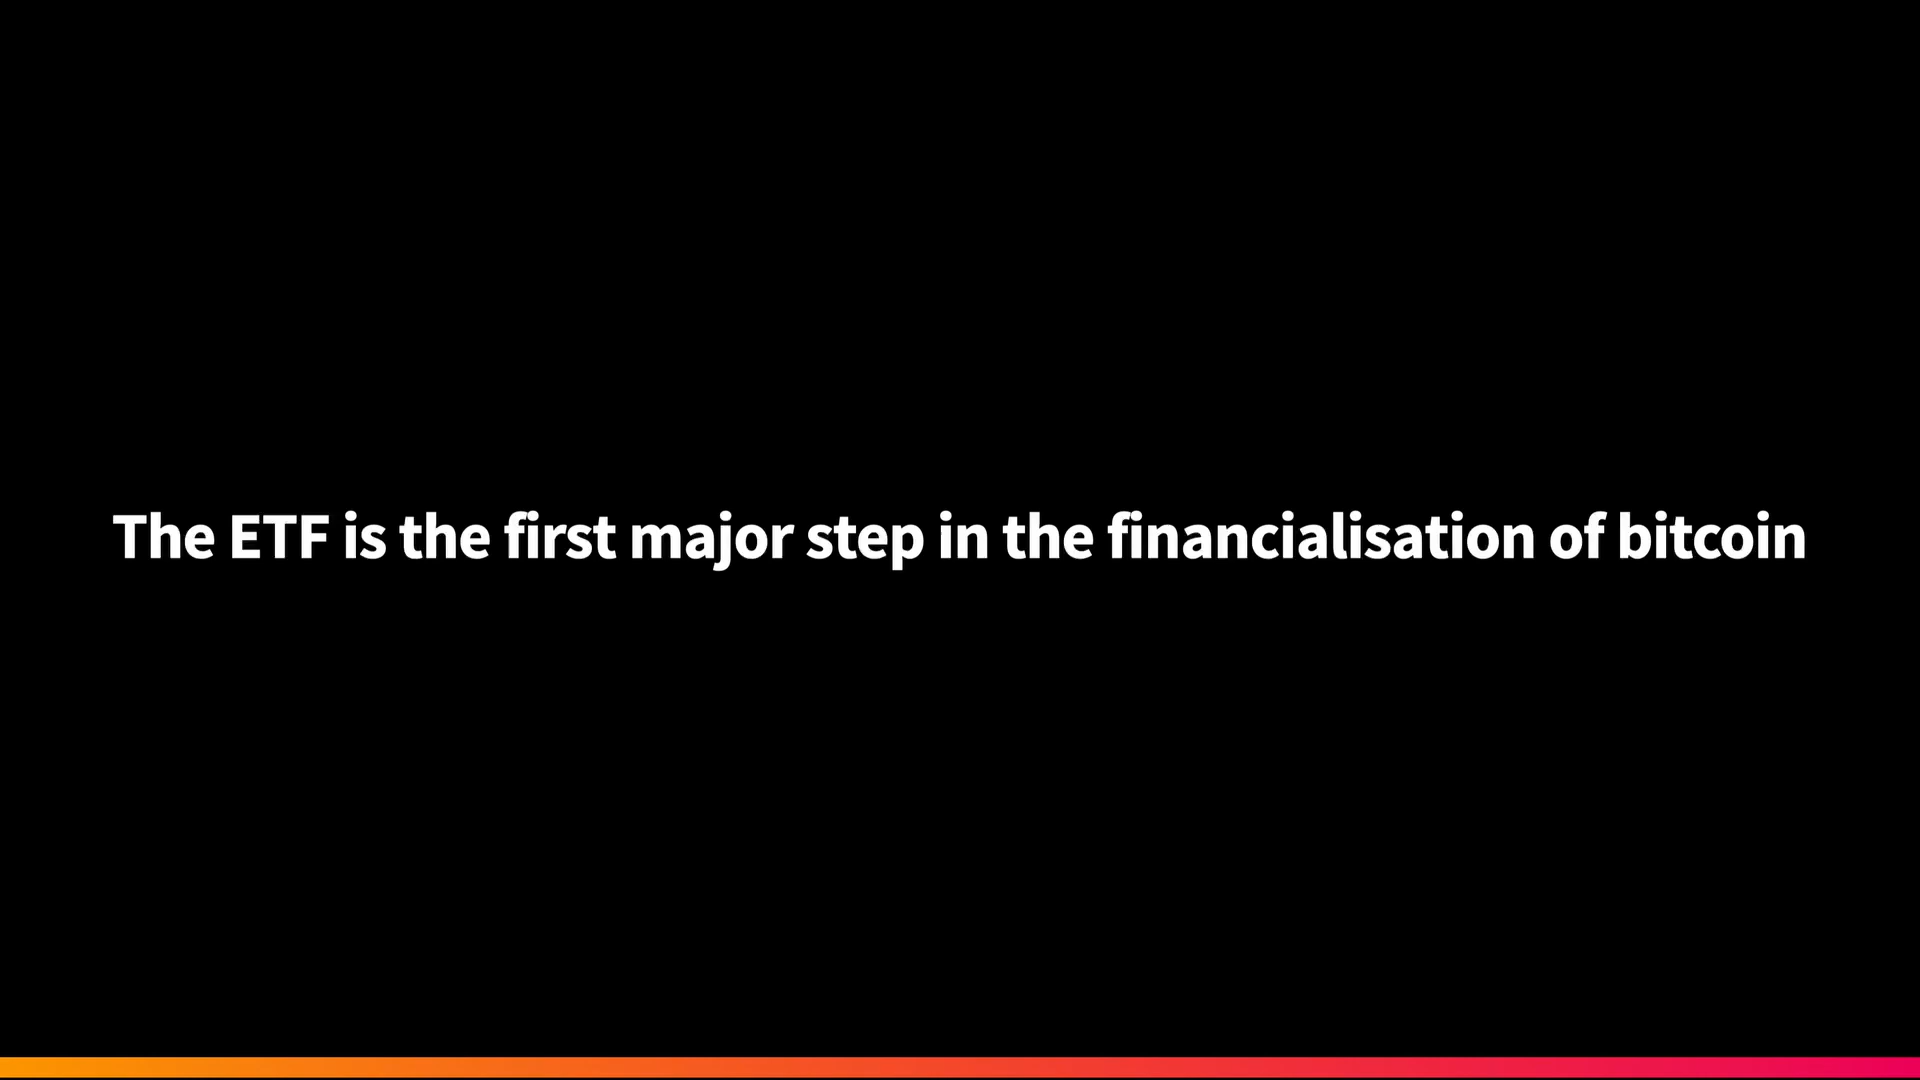 The ETF is the first major step in the financialisation of bitcoin